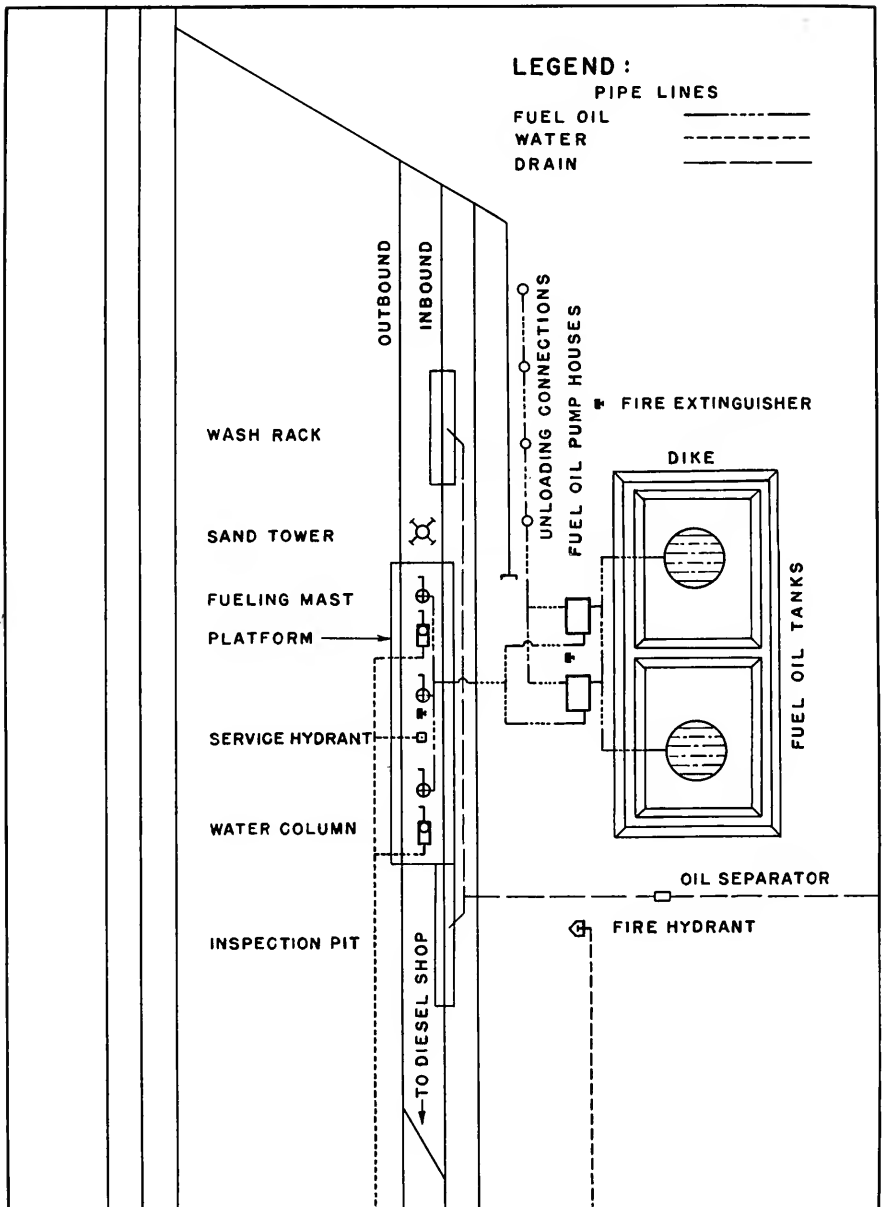 LEGEND :
PIPE LINES
FUEL OIL
WATER
DRAIN
OUTBOUND
INBOUND
UNLOADING CONNECTIONS
FUEL OIL PUMP HOUSES
FIRE EXTINGUISHER
WASH RACK
DIKE
SAND TOWER
FUELING MAST
PLATFORM
FUEL OIL TANKS
SERVICE HYDRANT
WATER COLUMN
OIL SEPARATOR
INSPECTION PIT
FIRE HYDRANT
TO DIESEL SHOP